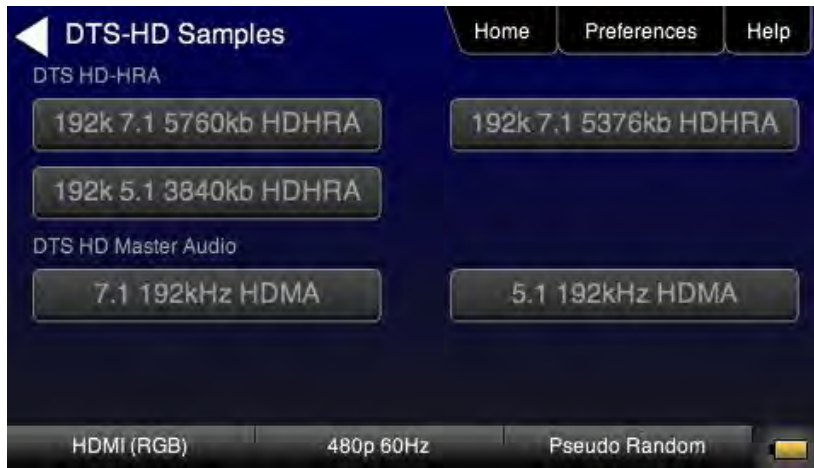 DTS-HD Samples
Home Preferences Help
DTS HD-HRA
192k 7.1 5760kb HDHRA
192k 7.1 5376kb HDHRA
192k 5.1 3840kb HDHRA
DTS HD Master Audio
7.1 192kHz HDMA
5.1 192kHz HDMA
HDMI (RGB) 480p 60Hz Pseudo Random